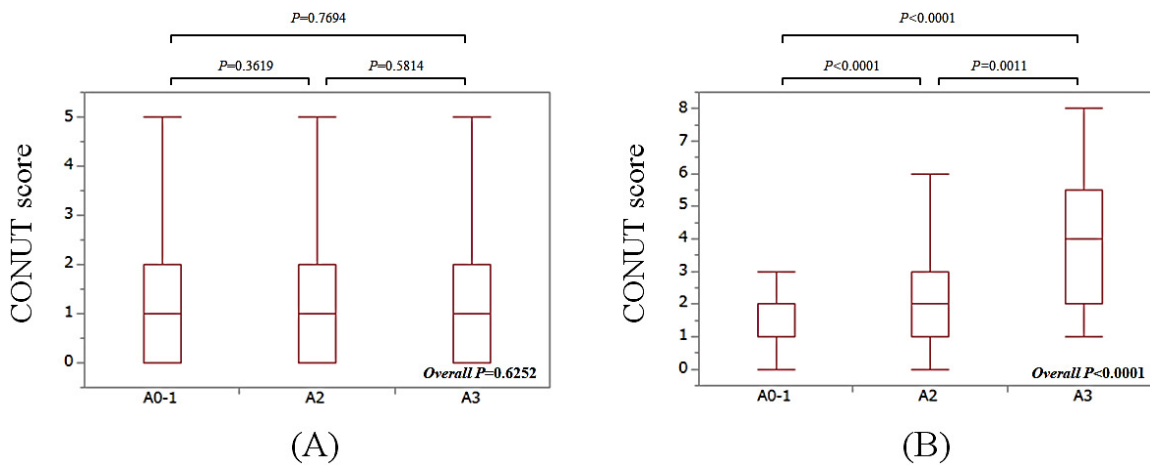 P=0.7694
P=0.3619 P=0.5814
CONUT score
5
4
3
2
1
0
Overall P=0.6252
A0-1 A2 A3
(A)
P<0.0001
P<0.0001 P=0.0011
CONUT score
8
7
6
5
4
3
2
1
0
Overall P<0.0001
A0-1 A2 A3
(B)